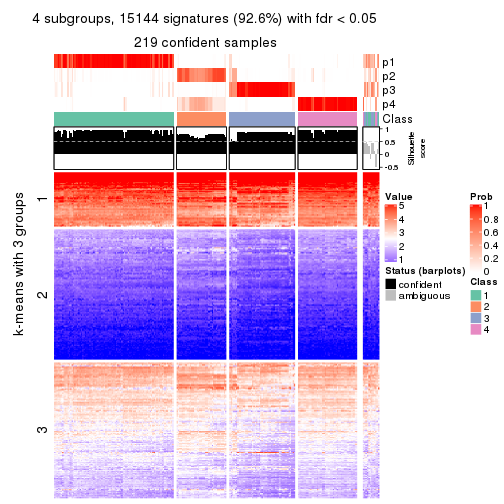 4 subgroups, 15144 signatures (92.6%) with fdr < 0.05
219 confident samples
p1
p2
p3
p4
Class
1
0.5
0
-0.5
Silhouette
score
k-means with 3 groups
1
2
3
Value
5
4
3
2
1
Status (barplots)
confident
ambiguous
Prob
1
0.8
0.6
0.4
0.2
0
Class
1
2
3
4